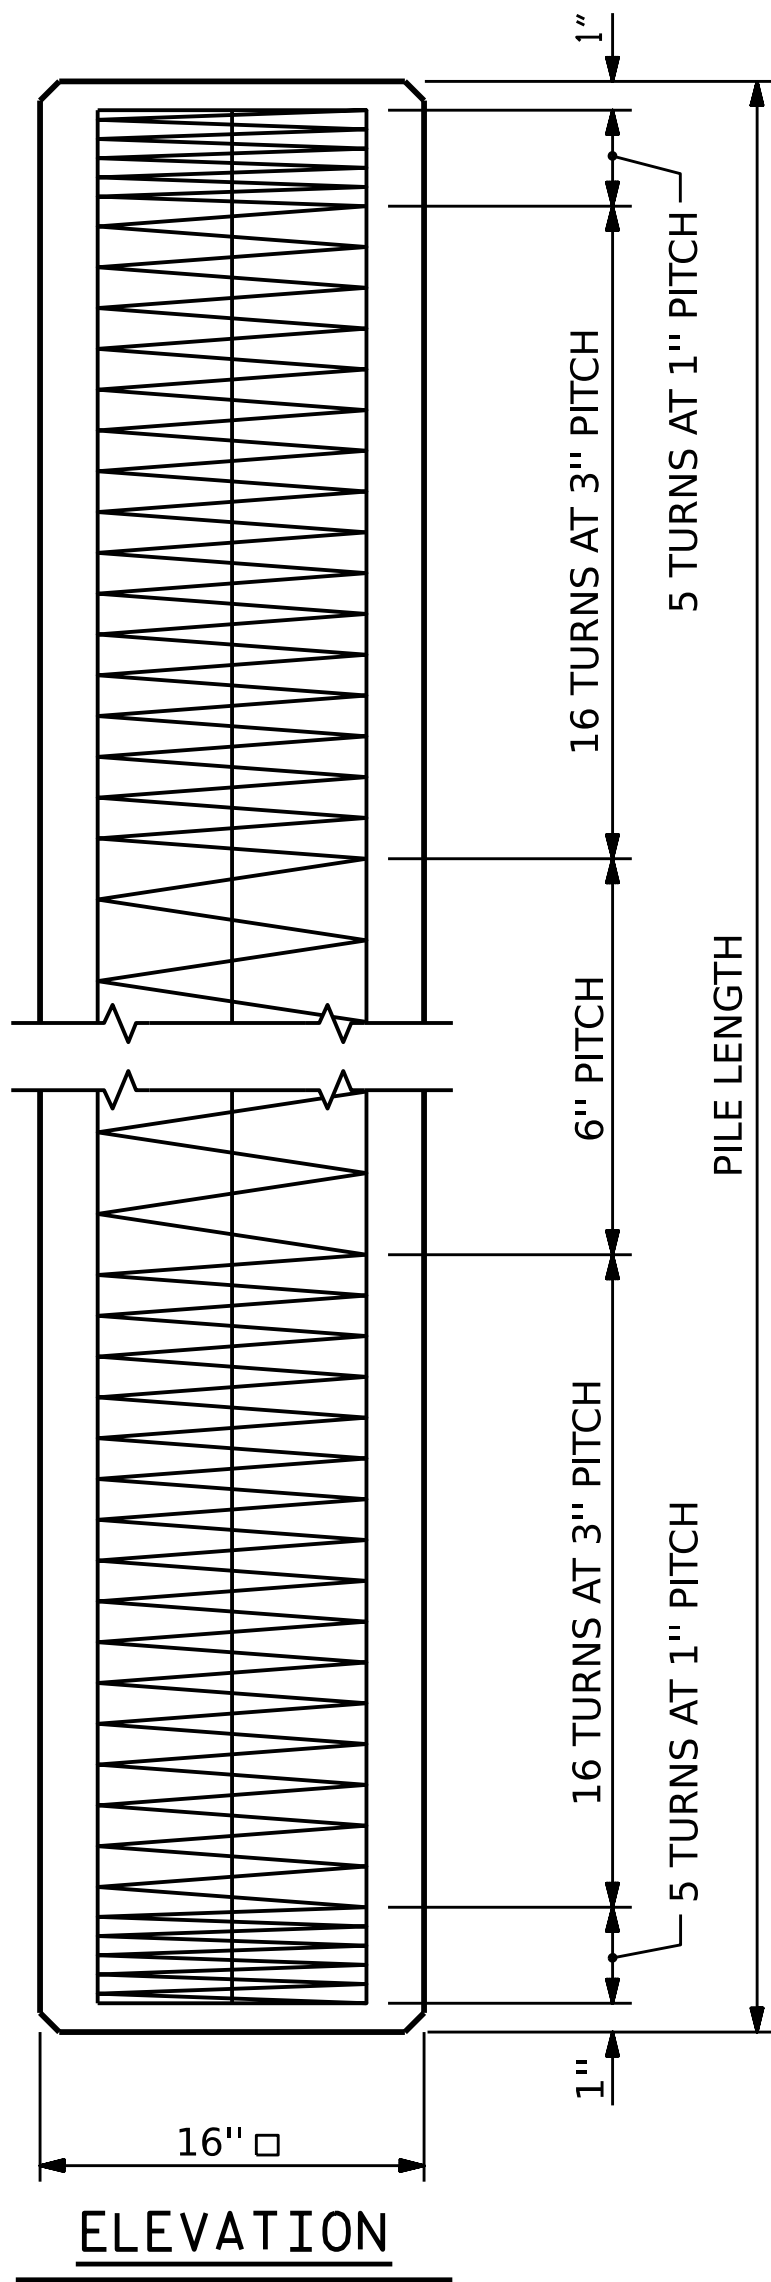 1"
5 TURNS AT 1" PITCH
16 TURNS AT 3" PITCH
6" PITCH
PILE LENGTH
16 TURNS AT 3" PITCH
5 TURNS AT 1" PITCH
1"
16" □
ELEVATION